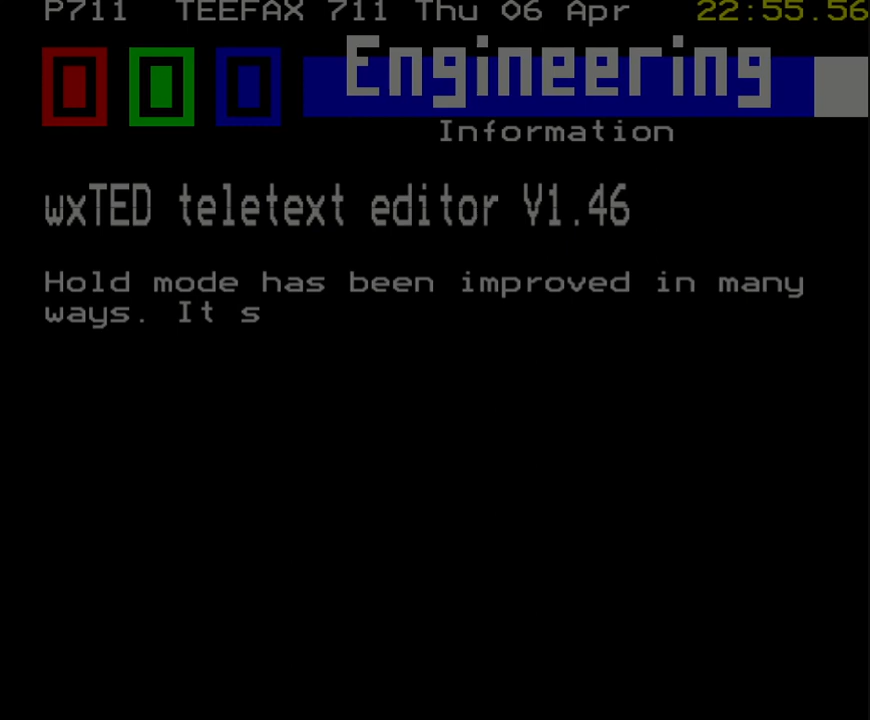 P711 TEEFAX 711 Thu 06 Apr 22:55.56
Engineering
Information
wxTED teletext editor V1.46
Hold mode has been improved in many
ways. It s